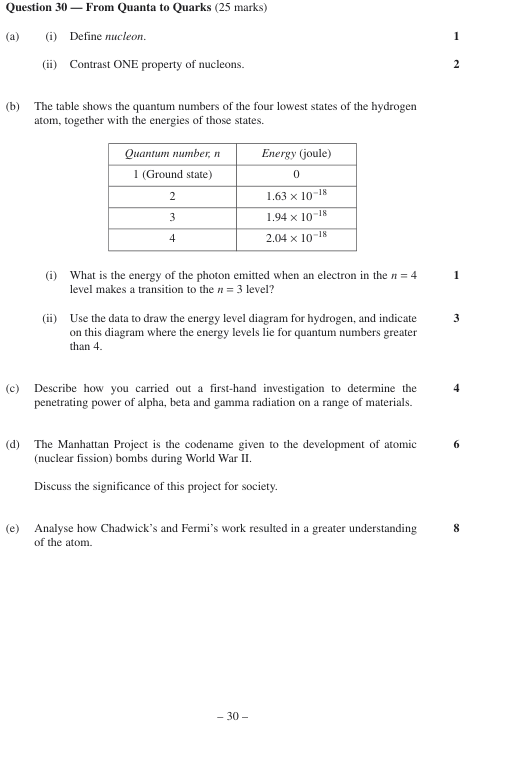 Question 30 — From Quanta to Quarks (25 marks)
(a) (i) Define nucleon. 1
(ii) Contrast ONE property of nucleons. 2
(b) The table shows the quantum numbers of the four lowest states of the hydrogen
atom, together with the energies of those states.
Quantum number, n Energy (joule)
1 (Ground state) 0
2 1.63 × 10⁻¹⁸
3 1.94 × 10⁻¹⁸
4 2.04 × 10⁻¹⁸
(i) What is the energy of the photon emitted when an electron in the n = 4 1
level makes a transition to the n = 3 level?
(ii) Use the data to draw the energy level diagram for hydrogen, and indicate 3
on this diagram where the energy levels lie for quantum numbers greater
than 4.
(c) Describe how you carried out a first-hand investigation to determine the 4
penetrating power of alpha, beta and gamma radiation on a range of materials.
(d) The Manhattan Project is the codename given to the development of atomic 6
(nuclear fission) bombs during World War II.
Discuss the significance of this project for society.
(e) Analyse how Chadwick's and Fermi's work resulted in a greater understanding 8
of the atom.
– 30 –